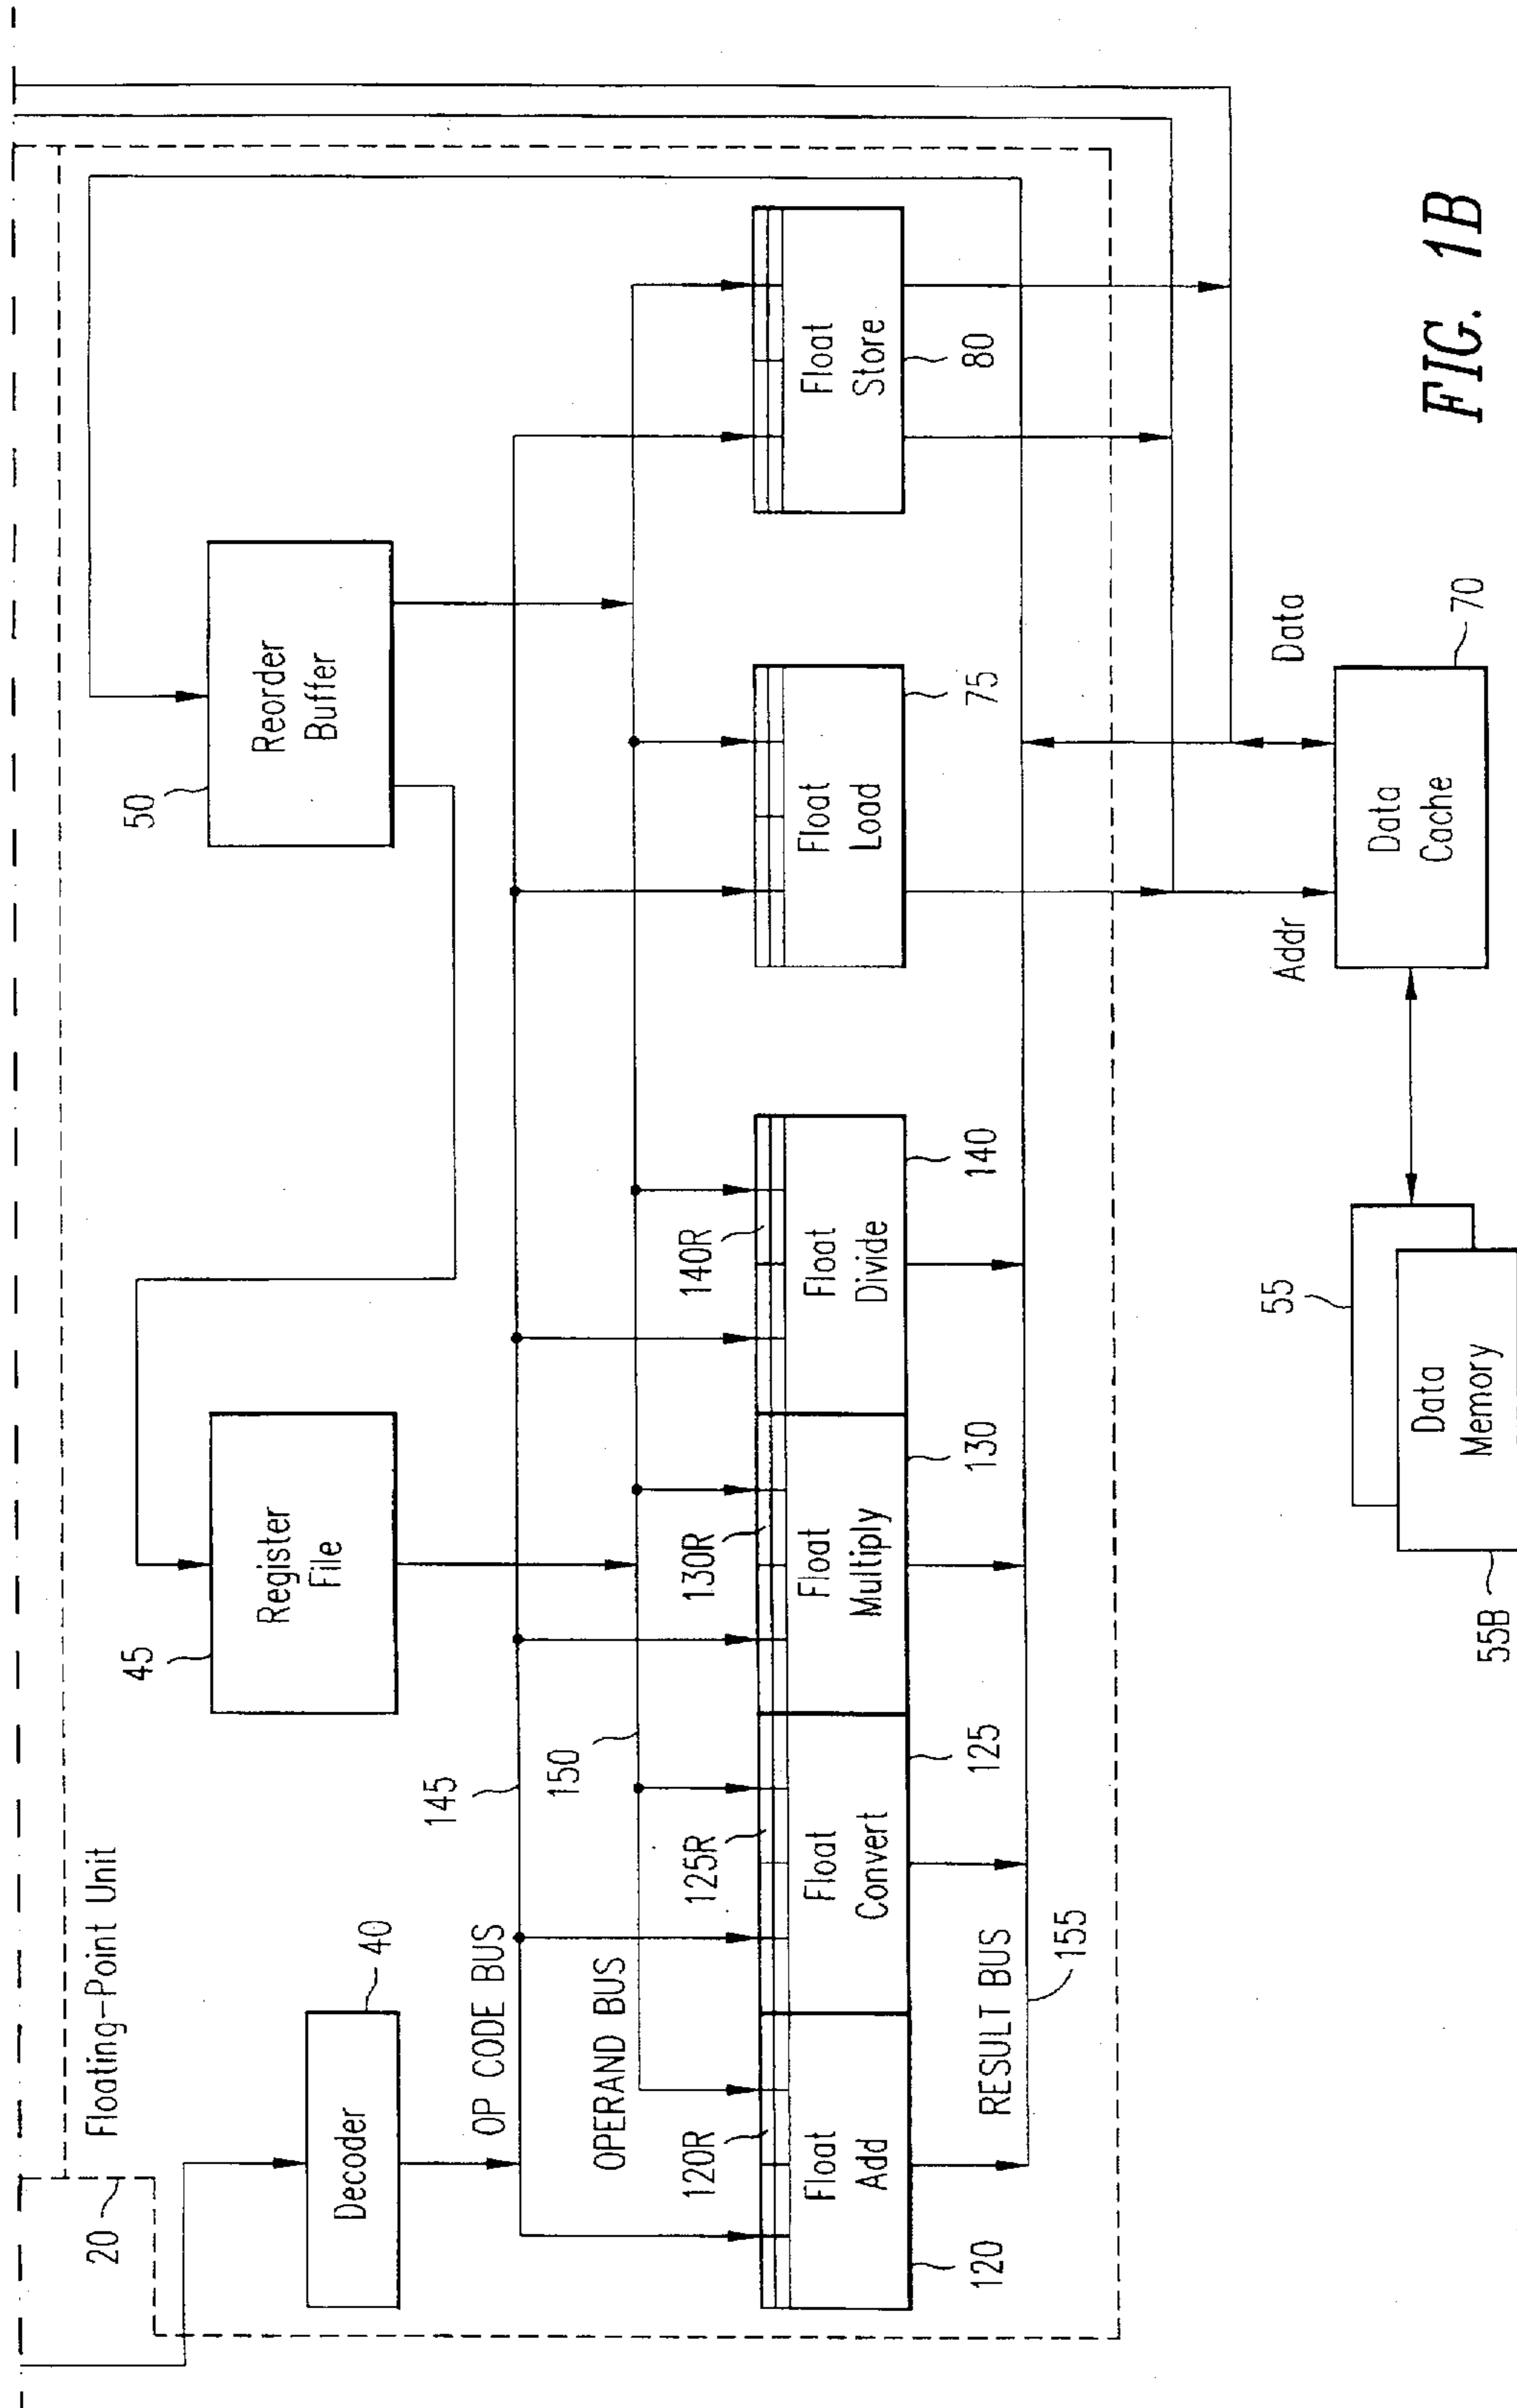 20
Floating-Point Unit
Decoder
40
45
Register
File
50
Reorder
Buffer
145
OP CODE BUS
150
OPERAND BUS
120R
125R
130R
140R
Float
Add
Float
Convert
Float
Multiply
Float
Divide
Float
Load
Float
Store
120
125
130
140
75
80
RESULT BUS
155
Addr
Data
55
Data
Memory
55B
Data
Cache
70
FIG. 1B